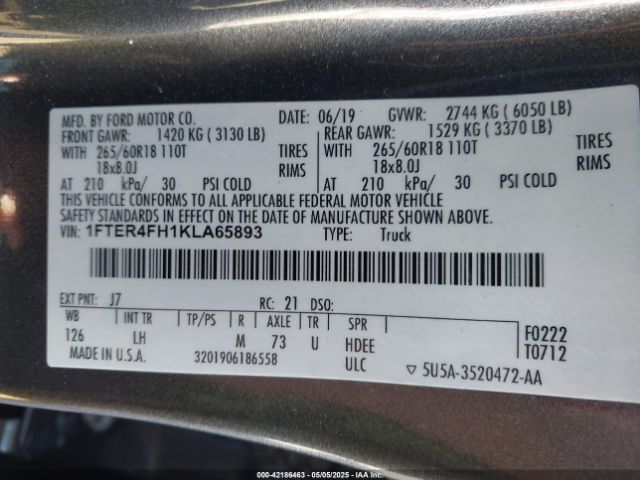 MFD. BY FORD MOTOR CO. DATE: 06/19 GVWR: 2744 KG ( 6050 LB)
FRONT GAWR: 1420 KG ( 3130 LB) REAR GAWR: 1529 KG ( 3370 LB)
WITH 265/60R18 110T TIRES WITH 265/60R18 110T TIRES
18x8.0J RIMS 18x8.0J RIMS
AT 210 kPa/ 30 PSI COLD AT 210 kPa/ 30 PSI COLD
THIS VEHICLE CONFORMS TO ALL APPLICABLE FEDERAL MOTOR VEHICLE
SAFETY STANDARDS IN EFFECT ON THE DATE OF MANUFACTURE SHOWN ABOVE.
VIN: 1FTER4FH1KLA65893 TYPE: Truck
EXT PNT: J7 RC: 21 DSO:
WB INT TR TP/PS R AXLE TR SPR
126 LH M 73 U HDEE F0222
MADE IN U.S.A. 3201906186558 ULC T0712
▽ 5U5A-3520472-AA
000-42186463 - 05/05/2025 - IAA Inc.